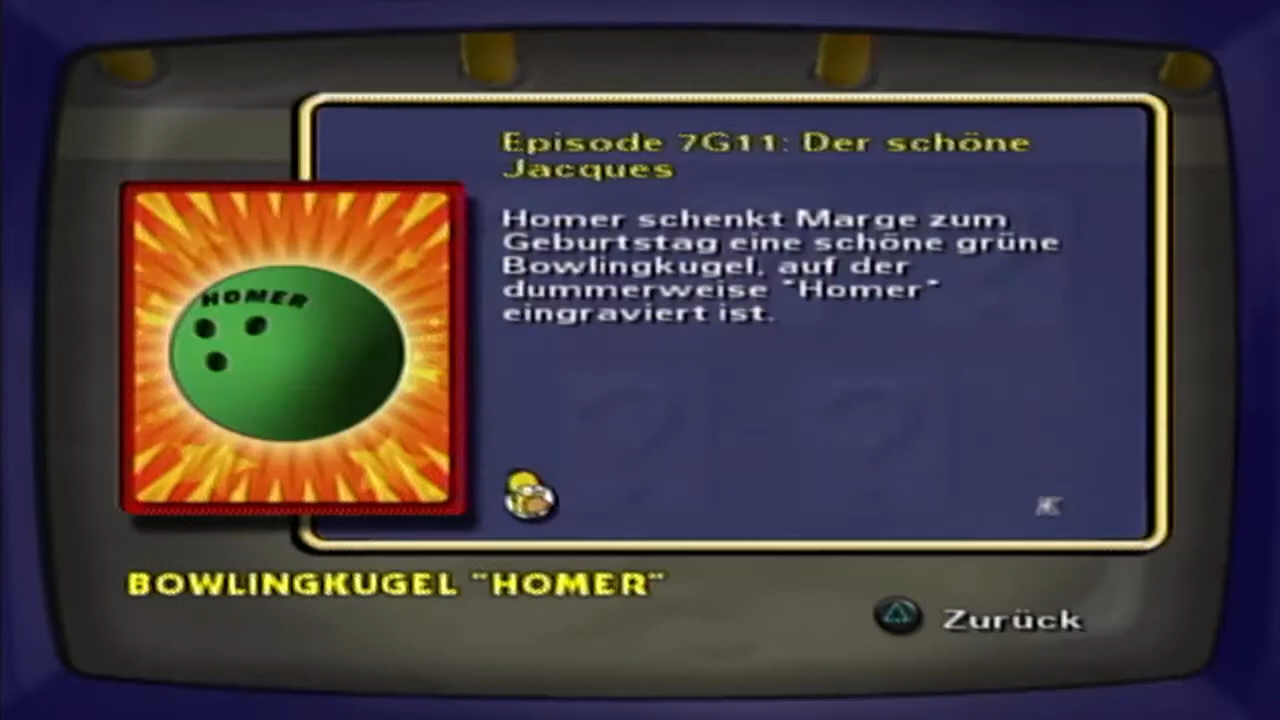 Episode 7G11: Der schöne
Jacques
HOMER
Homer schenkt Marge zum
Geburtstag eine schöne grüne
Bowlingkugel, auf der
dummerweise "Homer"
eingraviert ist.
BOWLINGKUGEL "HOMER"
Zurück